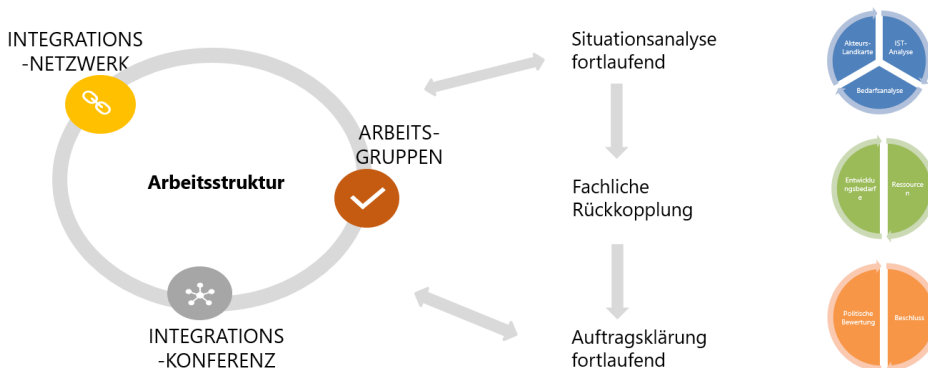 INTEGRATIONS
-NETZWERK
Arbeitsstruktur
ARBEITS-
GRUPPEN
INTEGRATIONS
-KONFERENZ
Situationsanalyse
fortlaufend
Fachliche
Rückkopplung
Auftragsklärung
fortlaufend
Akteurs-
Landkarte
IST-
Analyse
Bedarfsanalyse
Entwicklu
ngsbedarf
e
Ressource
n
Politische
Bewertung
Beschluss